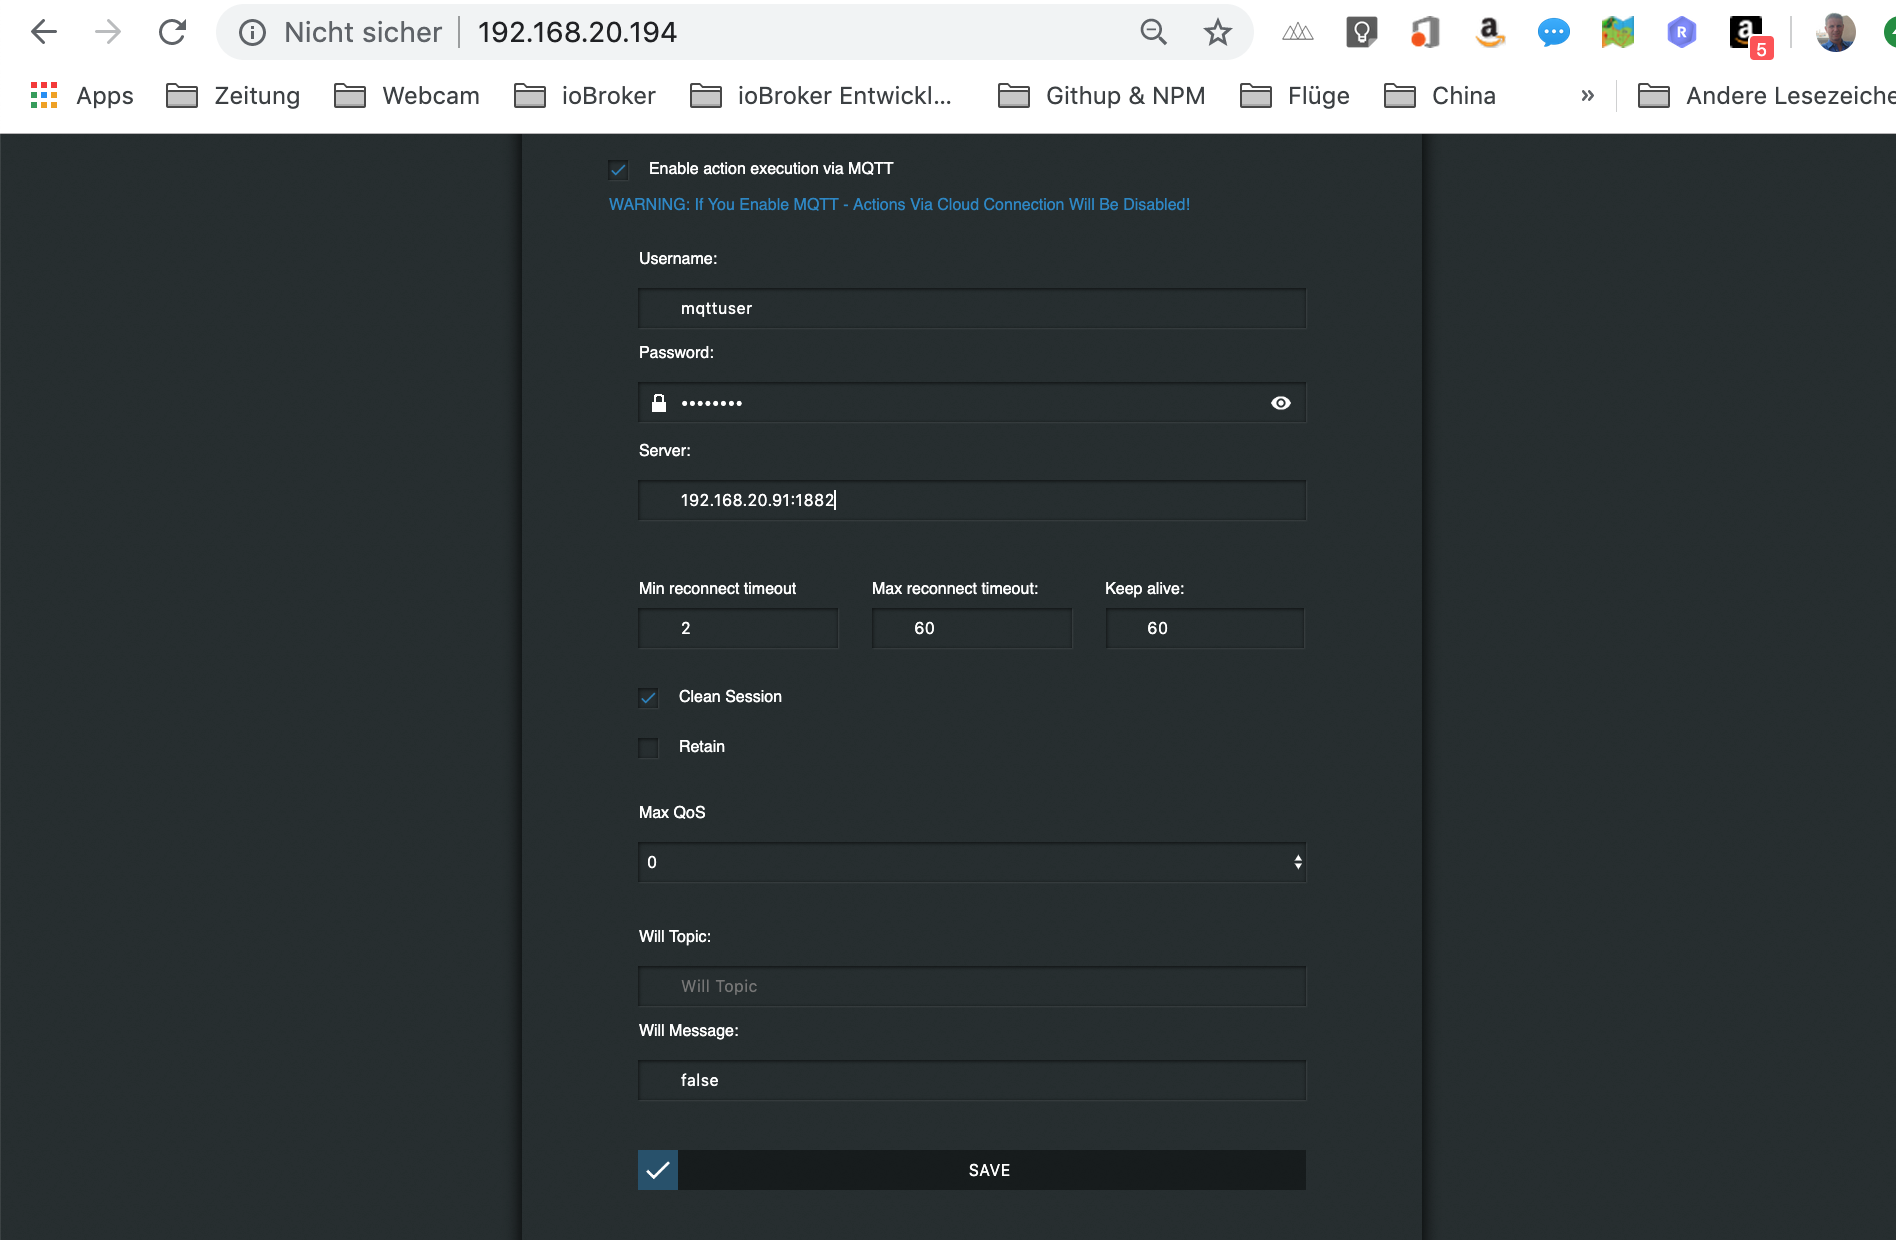 Nicht sicher | 192.168.20.194
5
Apps Zeitung Webcam ioBroker ioBroker Entwickl... Githup & NPM Flüge China » Andere Lesezeiche
Enable action execution via MQTT
WARNING: If You Enable MQTT - Actions Via Cloud Connection Will Be Disabled!
Username:
mqttuser
Password:
••••••••
Server:
192.168.20.91:1882
Min reconnect timeout Max reconnect timeout: Keep alive:
2 60 60
Clean Session
Retain
Max QoS
0
Will Topic:
Will Topic
Will Message:
false
SAVE